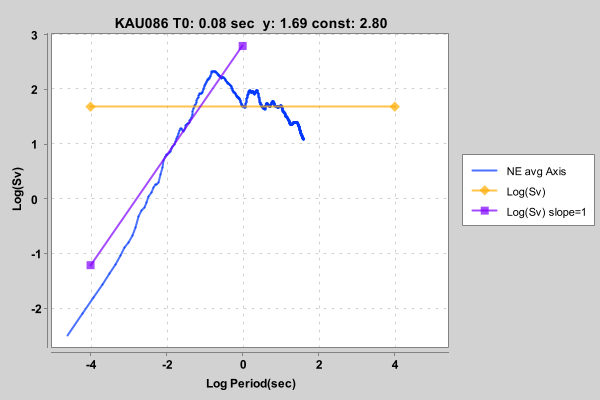 KAU086 T0: 0.08 sec  y: 1.69 const: 2.80
3
2
1
0
-1
-2
Log(Sv)
-4 -2 0 2 4
Log Period(sec)
NE avg Axis
Log(Sv)
Log(Sv) slope=1